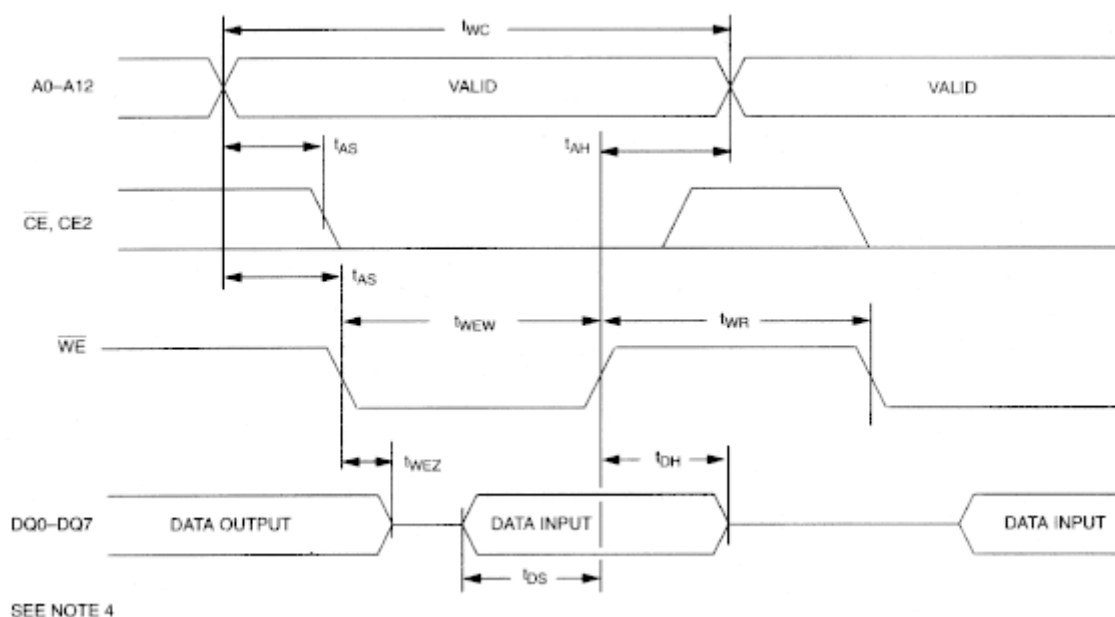 tWC
A0–A12
VALID
VALID
tAS
tAH
CE, CE2
tAS
tWEW
tWR
WE
tWEZ
tDH
DQ0–DQ7
DATA OUTPUT
DATA INPUT
DATA INPUT
tDS
SEE NOTE 4